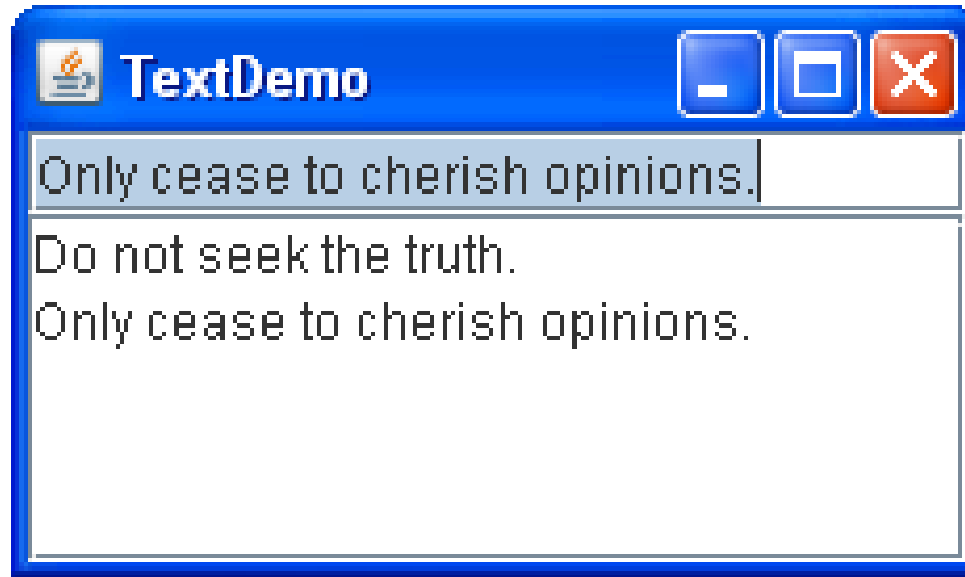 TextDemo
Only cease to cherish opinions.
Do not seek the truth.
Only cease to cherish opinions.